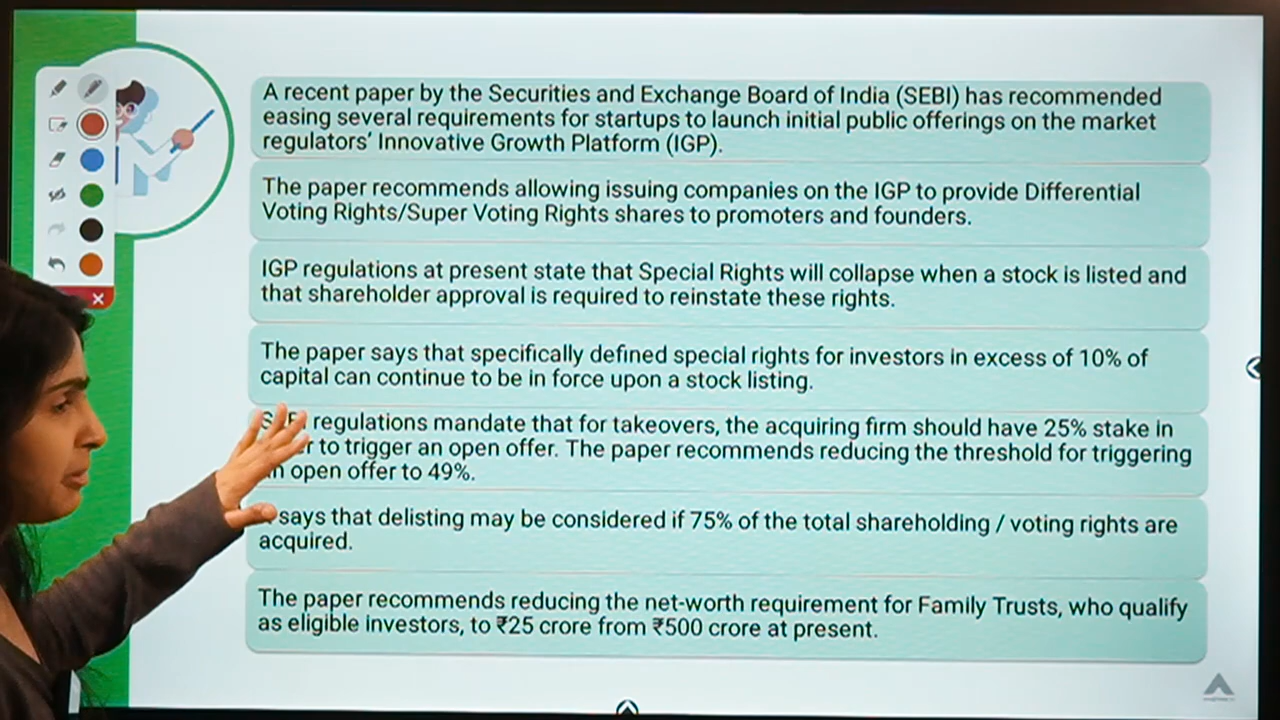 A recent paper by the Securities and Exchange Board of India (SEBI) has recommended
easing several requirements for startups to launch initial public offerings on the market
regulators' Innovative Growth Platform (IGP).
The paper recommends allowing issuing companies on the IGP to provide Differential
Voting Rights/Super Voting Rights shares to promoters and founders.
IGP regulations at present state that Special Rights will collapse when a stock is listed and
that shareholder approval is required to reinstate these rights.
The paper says that specifically defined special rights for investors in excess of 10% of
capital can continue to be in force upon a stock listing.
regulations mandate that for takeovers, the acquiring firm should have 25% stake in
to trigger an open offer. The paper recommends reducing the threshold for triggering
open offer to 49%.
says that delisting may be considered if 75% of the total shareholding / voting rights are
acquired.
The paper recommends reducing the net-worth requirement for Family Trusts, who qualify
as eligible investors, to ₹25 crore from ₹500 crore at present.